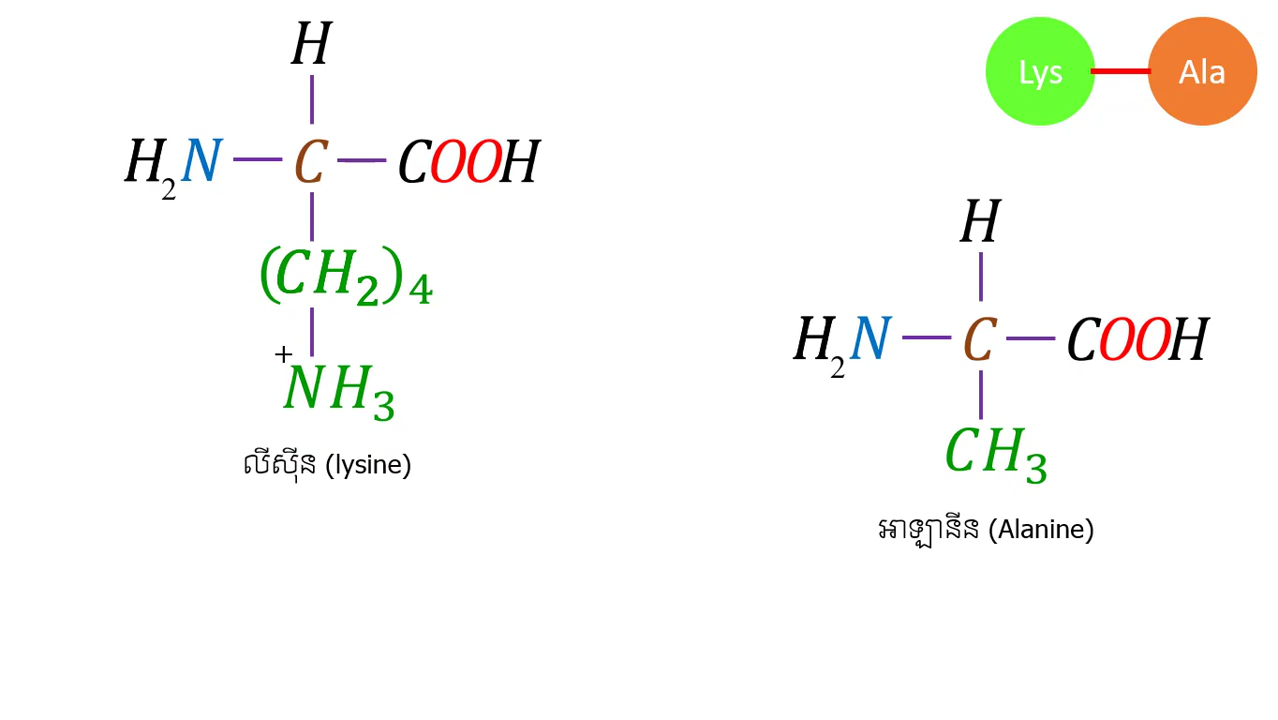 H
H₂N — C — COOH
(CH₂)₄
+
NH₃
លីស៊ីន (lysine)
Lys — Ala
H
H₂N — C — COOH
CH₃
អាឡានីន (Alanine)